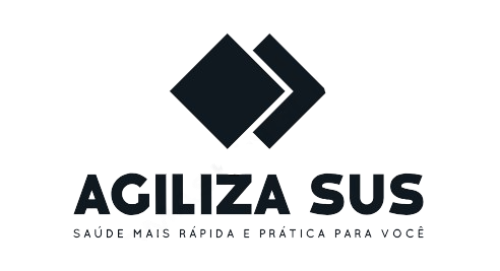 AGILIZA SUS
SAÚDE MAIS RÁPIDA E PRÁTICA PARA VOCÊ